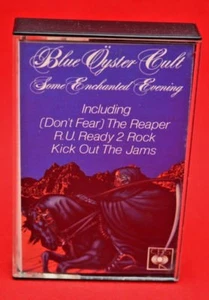 Blue Öyster Cult
Some Enchanted Evening
Including
(Don't Fear) The Reaper
R.U. Ready 2 Rock
Kick Out The Jams